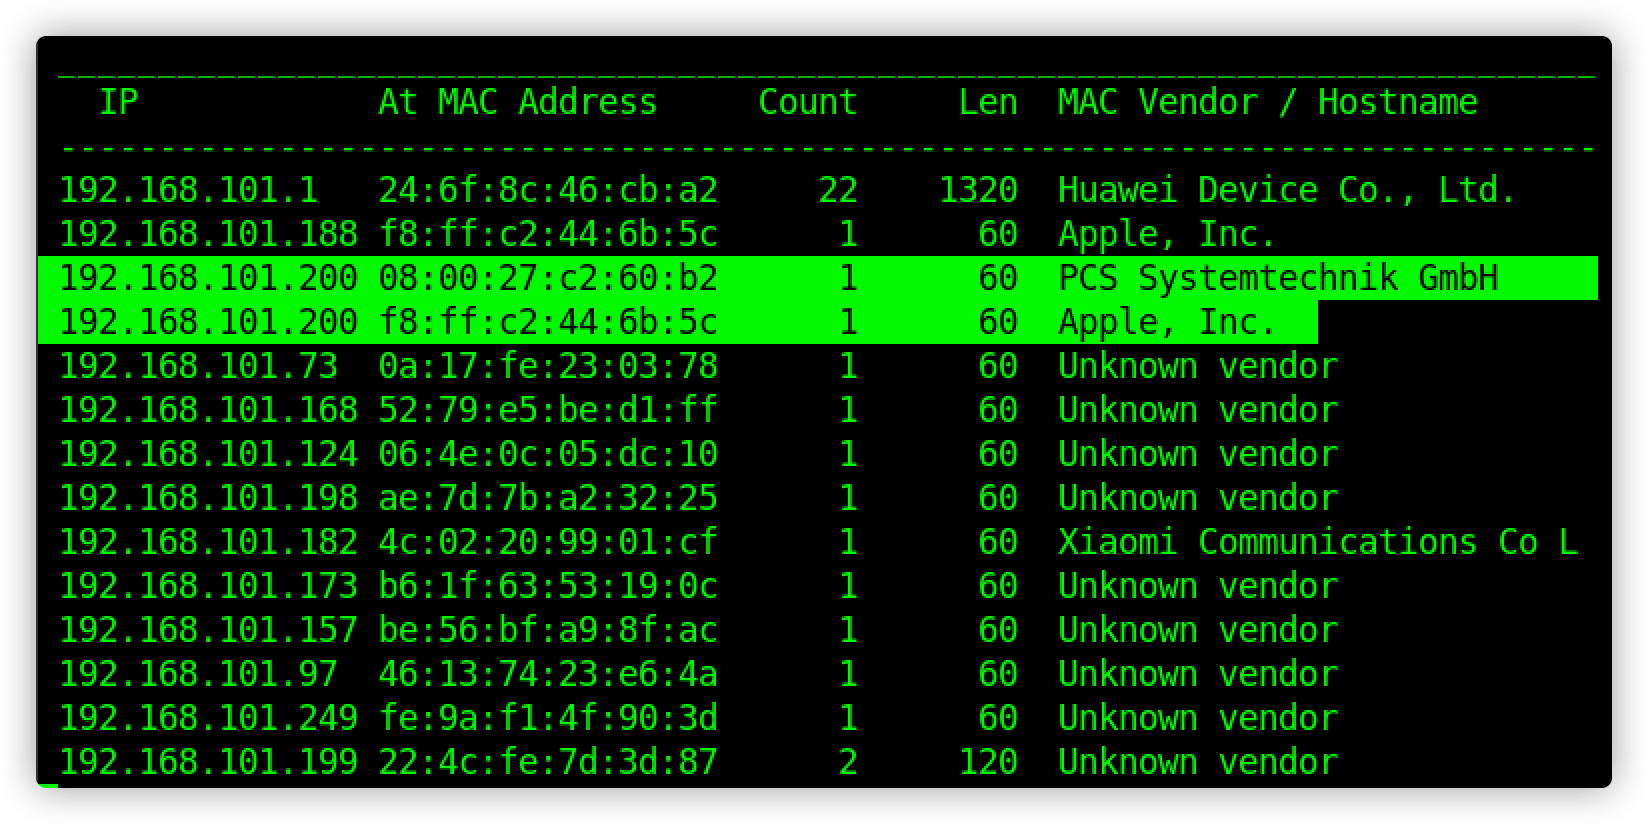 IP At MAC Address Count Len MAC Vendor / Hostname
192.168.101.1 24:6f:8c:46:cb:a2 22 1320 Huawei Device Co., Ltd.
192.168.101.188 f8:ff:c2:44:6b:5c 1 60 Apple, Inc.
192.168.101.200 08:00:27:c2:60:b2 1 60 PCS Systemtechnik GmbH
192.168.101.200 f8:ff:c2:44:6b:5c 1 60 Apple, Inc.
192.168.101.73 0a:17:fe:23:03:78 1 60 Unknown vendor
192.168.101.168 52:79:e5:be:d1:ff 1 60 Unknown vendor
192.168.101.124 06:4e:0c:05:dc:10 1 60 Unknown vendor
192.168.101.198 ae:7d:7b:a2:32:25 1 60 Unknown vendor
192.168.101.182 4c:02:20:99:01:cf 1 60 Xiaomi Communications Co L
192.168.101.173 b6:1f:63:53:19:0c 1 60 Unknown vendor
192.168.101.157 be:56:bf:a9:8f:ac 1 60 Unknown vendor
192.168.101.97 46:13:74:23:e6:4a 1 60 Unknown vendor
192.168.101.249 fe:9a:f1:4f:90:3d 1 60 Unknown vendor
192.168.101.199 22:4c:fe:7d:3d:87 2 120 Unknown vendor